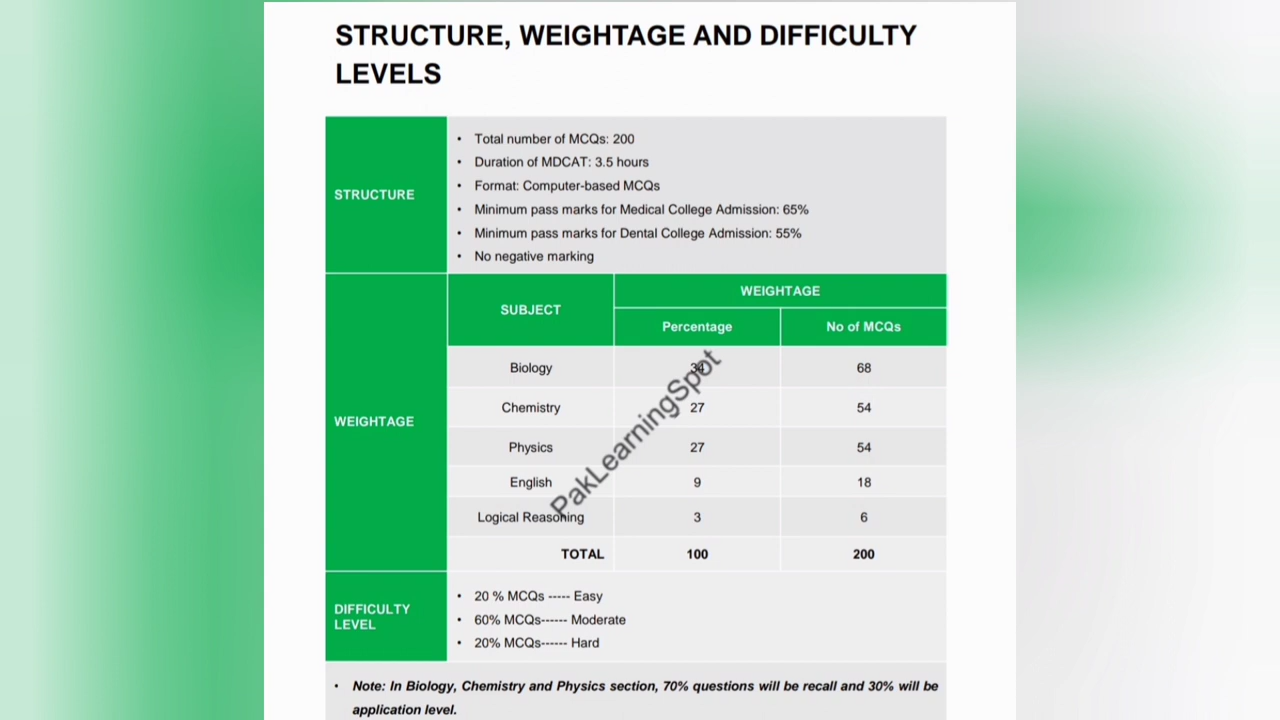 STRUCTURE, WEIGHTAGE AND DIFFICULTY
LEVELS
STRUCTURE
• Total number of MCQs: 200
• Duration of MDCAT: 3.5 hours
• Format: Computer-based MCQs
• Minimum pass marks for Medical College Admission: 65%
• Minimum pass marks for Dental College Admission: 55%
• No negative marking
WEIGHTAGE
SUBJECT
WEIGHTAGE
Percentage No of MCQs
Biology 34 68
Chemistry 27 54
Physics 27 54
English 9 18
Logical Reasoning 3 6
TOTAL 100 200
PakLearningSpot
DIFFICULTY
LEVEL
• 20 % MCQs ----- Easy
• 60% MCQs------ Moderate
• 20% MCQs------ Hard
• Note: In Biology, Chemistry and Physics section, 70% questions will be recall and 30% will be
application level.